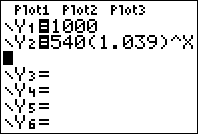 Plot1 Plot2 Plot3
\Y1=1000
\Y2=540(1.039)^X
\Y3=
\Y4=
\Y5=
\Y6=